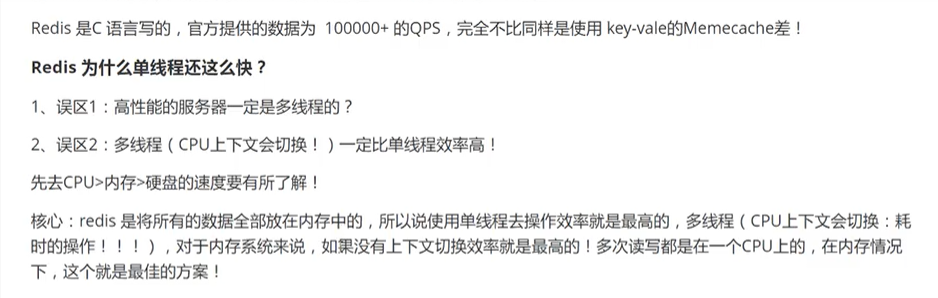 Redis 是C 语言写的，官方提供的数据为 100000+ 的QPS，完全不比同样是使用 key-vale的Memecache差！
Redis 为什么单线程还这么快？
1、误区1：高性能的服务器一定是多线程的？
2、误区2：多线程（CPU上下文会切换！）一定比单线程效率高！
先去CPU>内存>硬盘的速度要有所了解！
核心：redis 是将所有的数据全部放在内存中的，所以说使用单线程去操作效率就是最高的，多线程（CPU上下文会切换：耗
时的操作！！！），对于内存系统来说，如果没有上下文切换效率就是最高的！多次读写都是在一个CPU上的，在内存情况
下，这个就是最佳的方案！